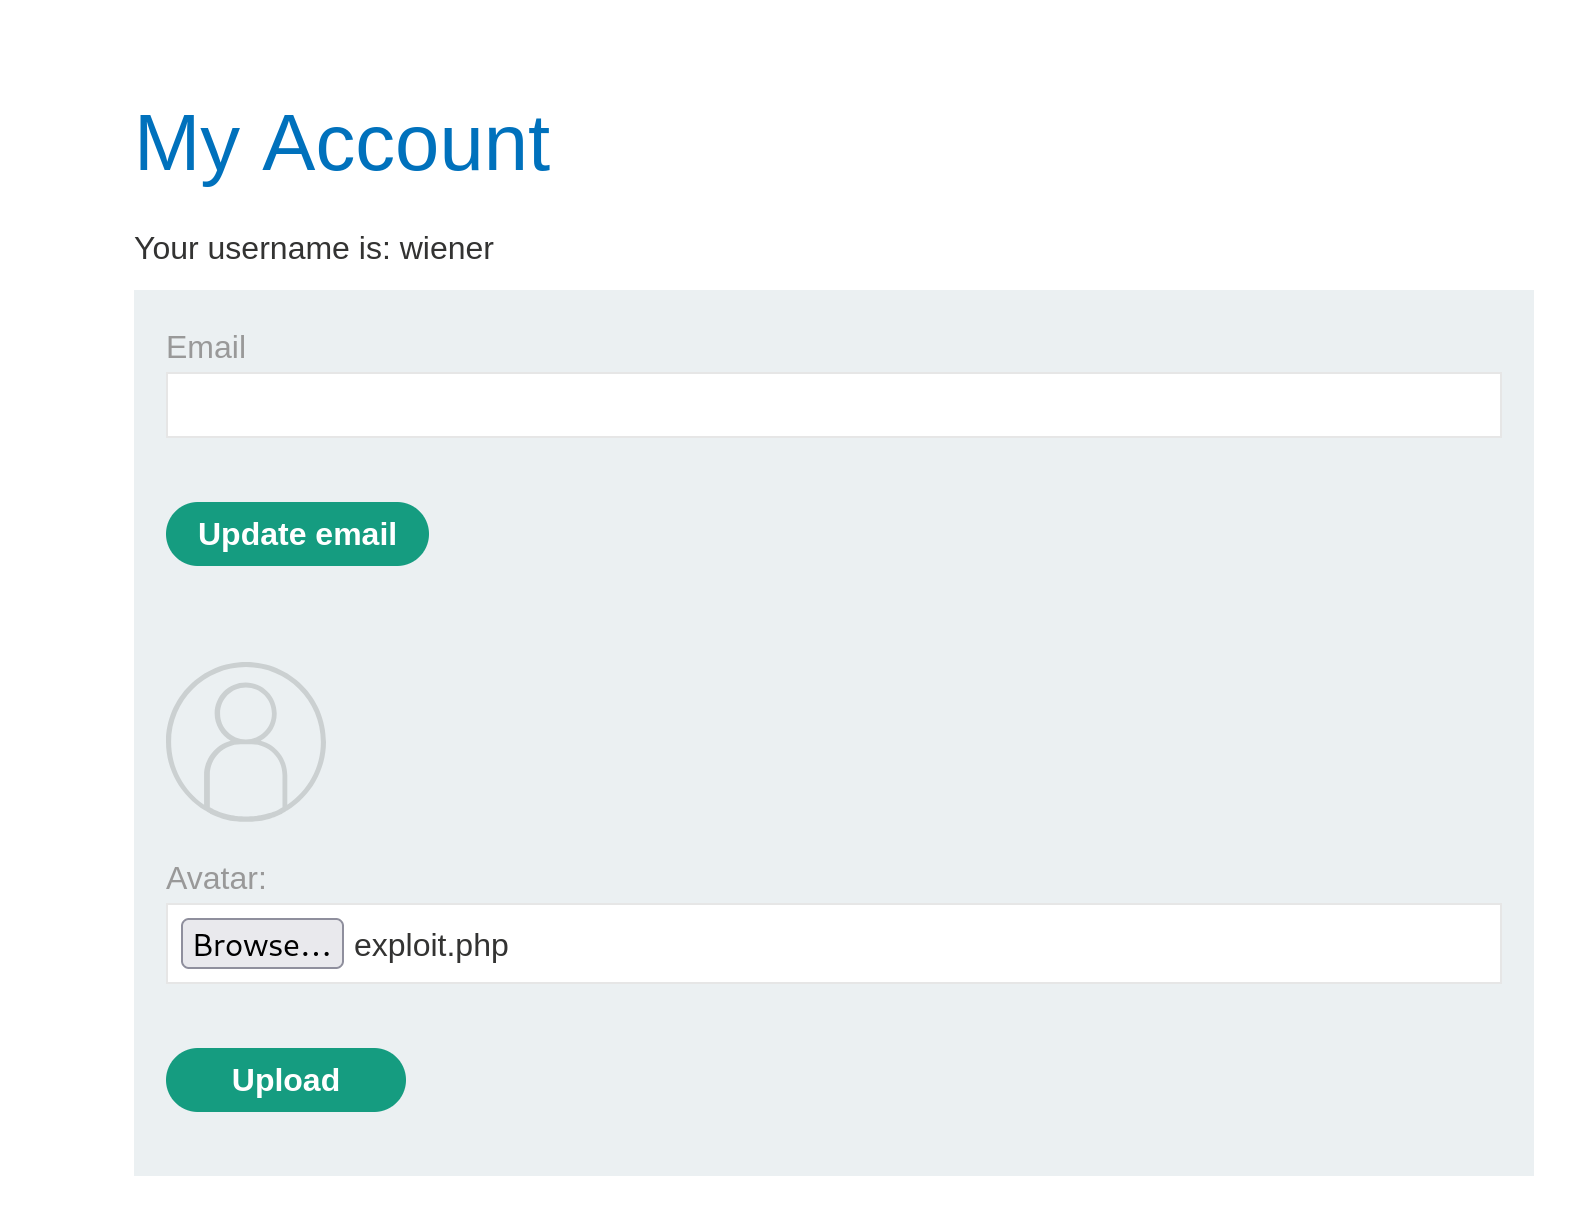 My Account
Your username is: wiener
Email
Update email
Avatar:
Browse... exploit.php
Upload